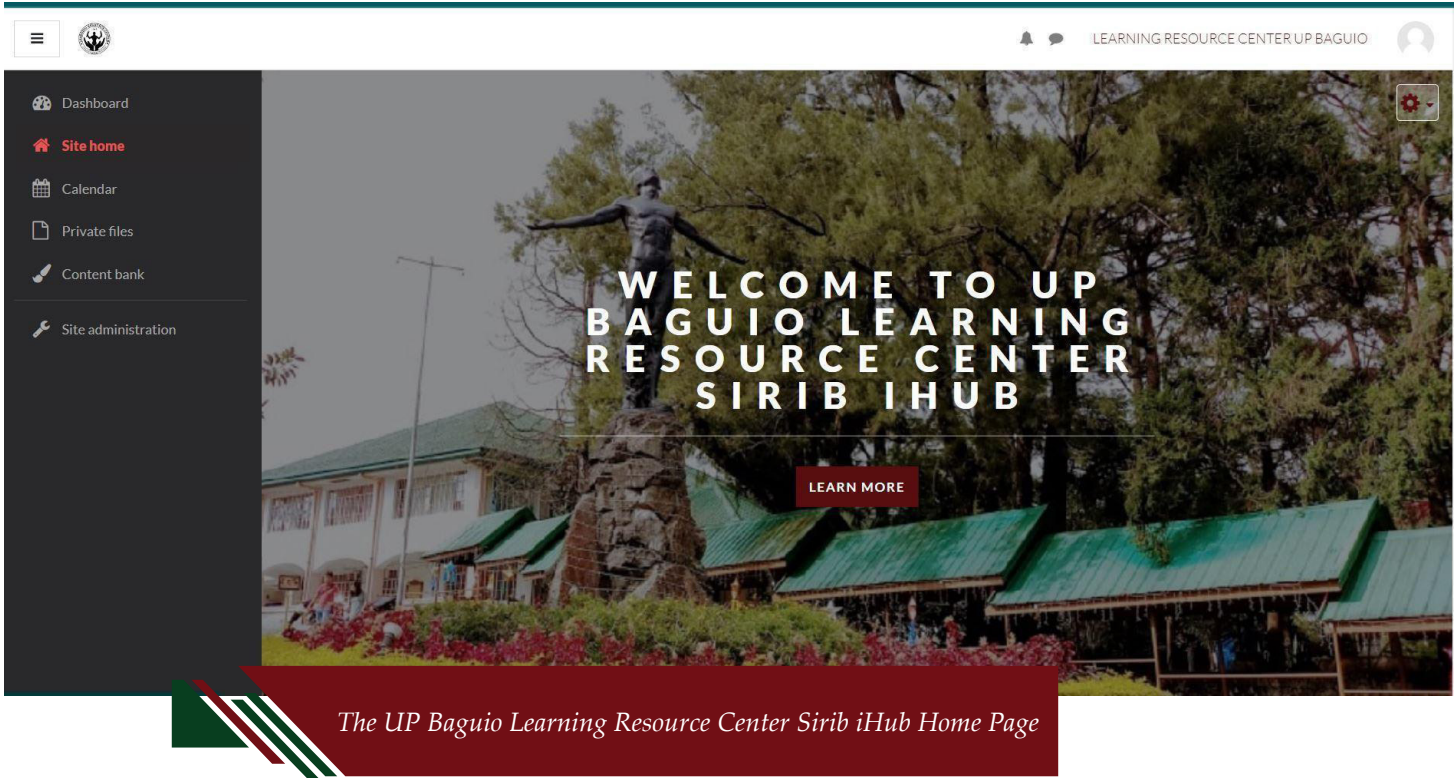 LEARNING RESOURCE CENTER UP BAGUIO
Dashboard
Site home
Calendar
Private files
Content bank
Site administration
WELCOME TO UP
BAGUIO LEARNING
RESOURCE CENTER
SIRIB IHUB
LEARN MORE
The UP Baguio Learning Resource Center Sirib iHub Home Page